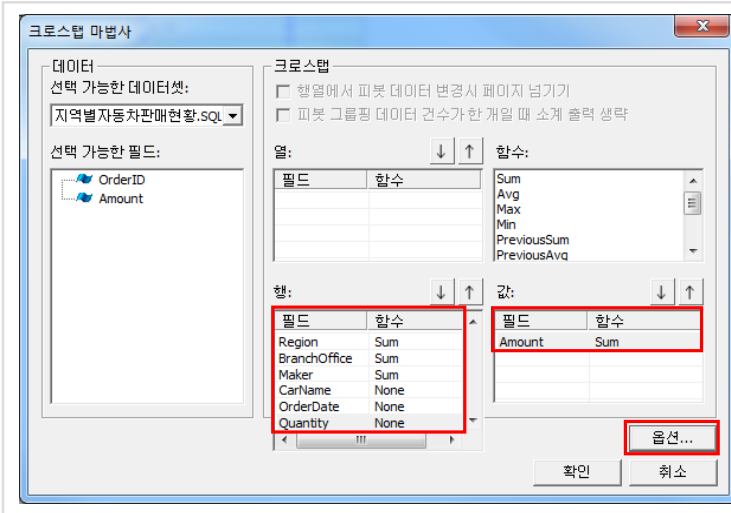 크로스탭 마법사
데이터
선택 가능한 데이터셋:
지역별자동차판매현황.SQL
선택 가능한 필드:
OrderID
Amount
크로스탭
행열에서 피봇 데이터 변경시 페이지 넘기기
피봇 그룹핑 데이터 건수가 한 개일 때 소계 출력 생략
열:
필드 함수
함수:
Sum
Avg
Max
Min
PreviousSum
PreviousAvg
행:
필드 함수
Region Sum
BranchOffice Sum
Maker Sum
CarName None
OrderDate None
Quantity None
값:
필드 함수
Amount Sum
옵션...
확인 취소